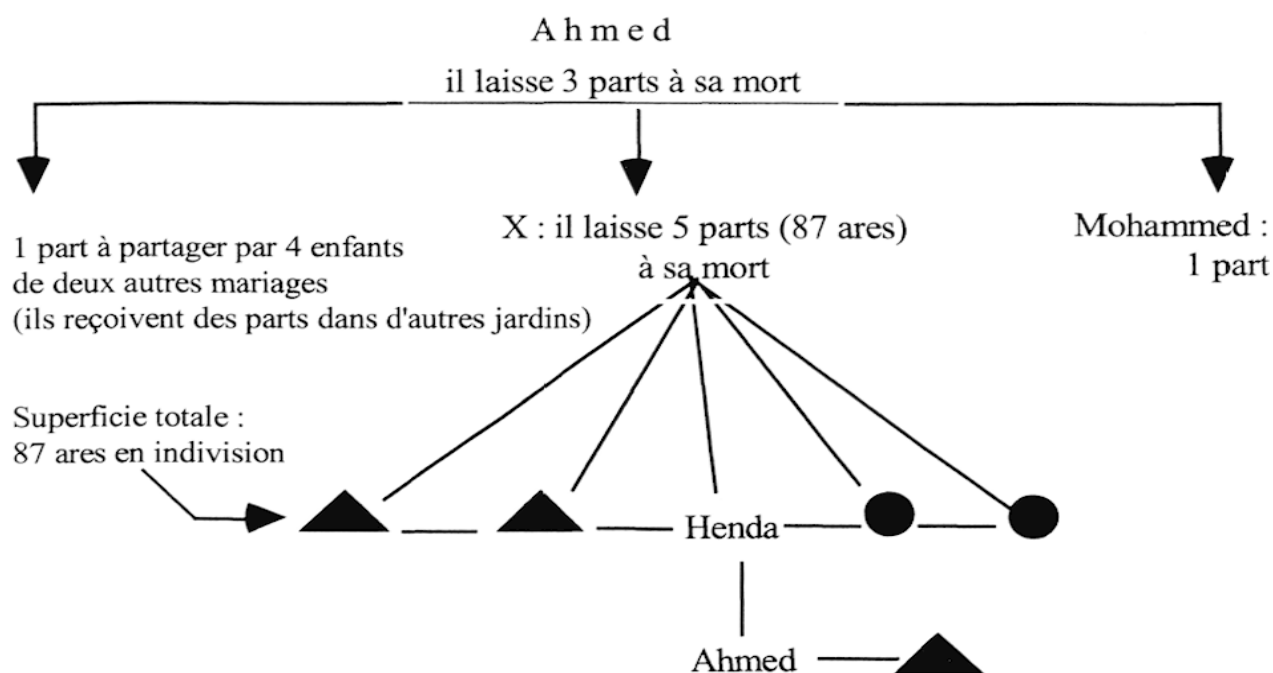 Ahmed
il laisse 3 parts à sa mort
1 part à partager par 4 enfants
de deux autres mariages
(ils reçoivent des parts dans d'autres jardins)
X : il laisse 5 parts (87 ares)
à sa mort
Mohammed :
1 part
Superficie totale :
87 ares en indivision
Henda
Ahmed